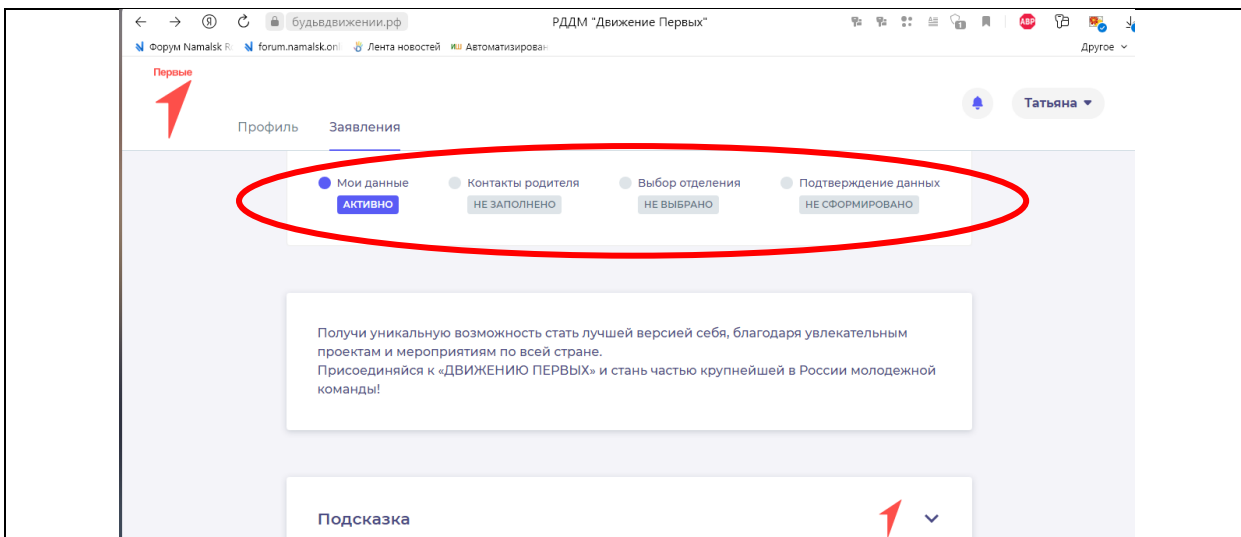 будьвдвижении.рф РДДМ "Движение Первых"
ABP
Форум Namalsk forum.namalsk.onl Лента новостей ИШ Автоматизирован Другое
Первые
Татьяна
Профиль Заявления
Мои данные Контакты родителя Выбор отделения Подтверждение данных
АКТИВНО НЕ ЗАПОЛНЕНО НЕ ВЫБРАНО НЕ СФОРМИРОВАНО
Получи уникальную возможность стать лучшей версией себя, благодаря увлекательным
проектам и мероприятиям по всей стране.
Присоединяйся к «ДВИЖЕНИЮ ПЕРВЫХ» и стань частью крупнейшей в России молодежной
команды!
Подсказка